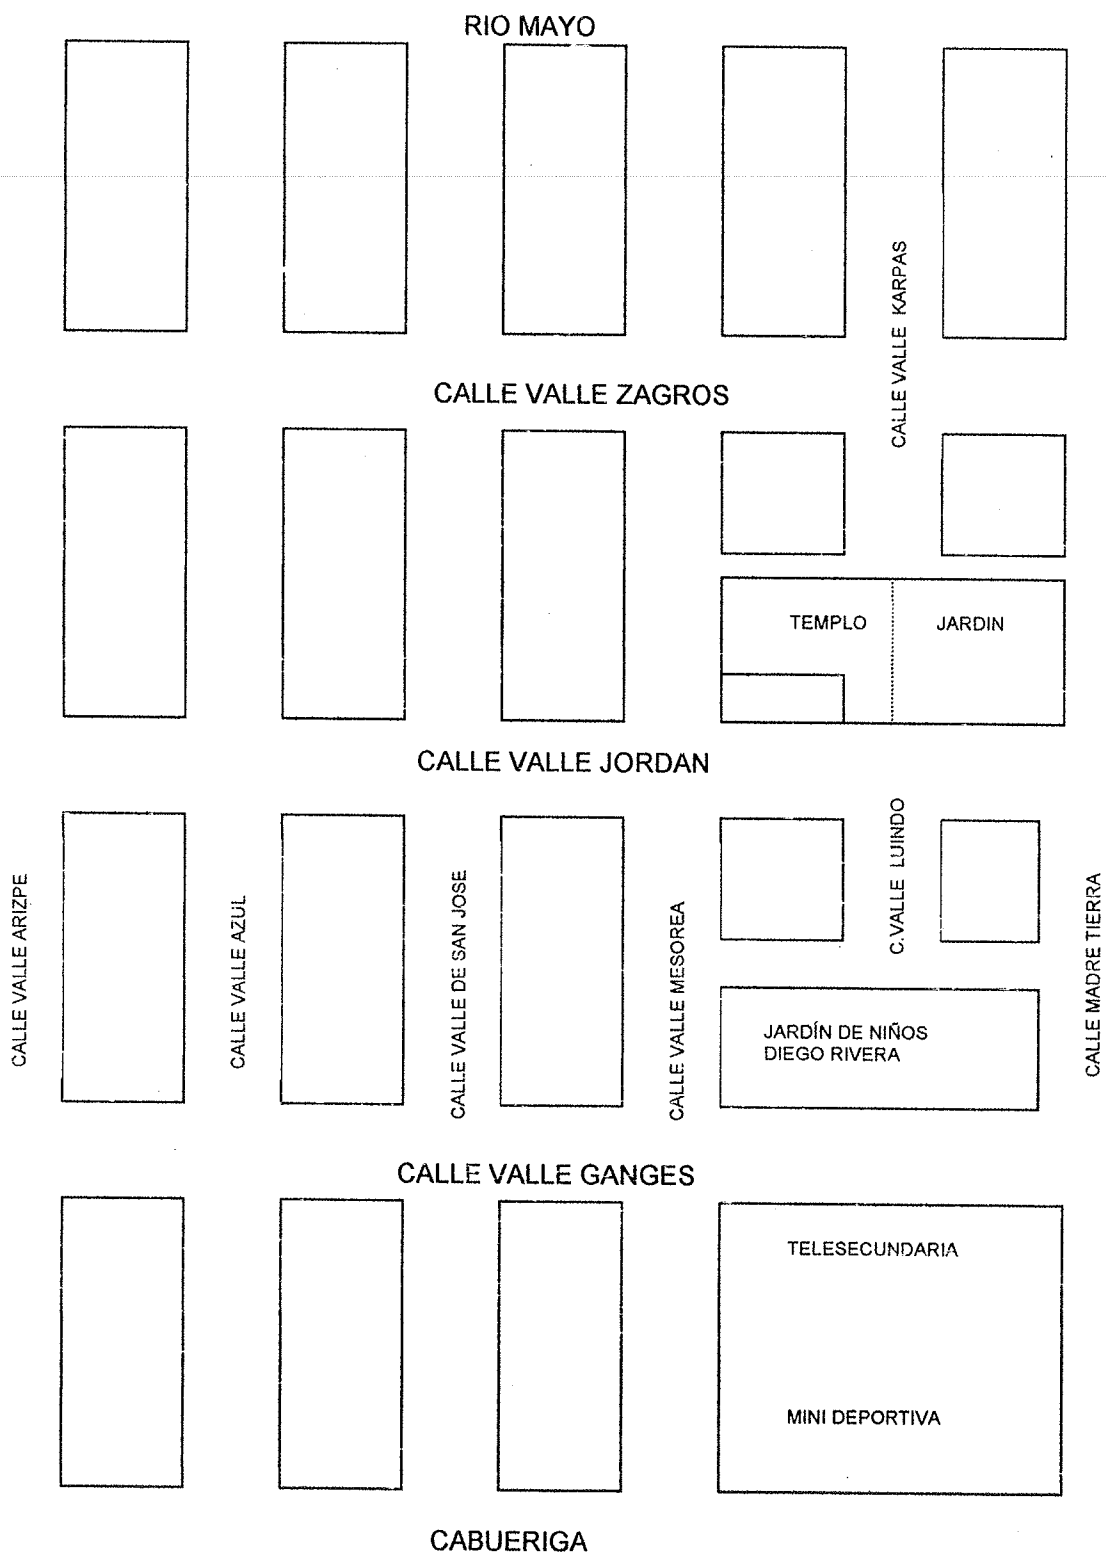 RIO MAYO
CALLE VALLE KARPAS
CALLE VALLE ZAGROS
TEMPLO
JARDIN
CALLE VALLE JORDAN
CALLE VALLE ARIZPE
CALLE VALLE AZUL
CALLE VALLE DE SAN JOSE
CALLE VALLE MESOREA
C.VALLE LUINDO
CALLE MADRE TIERRA
JARDÍN DE NIÑOS
DIEGO RIVERA
CALLE VALLE GANGES
TELESECUNDARIA
MINI DEPORTIVA
CABUERIGA